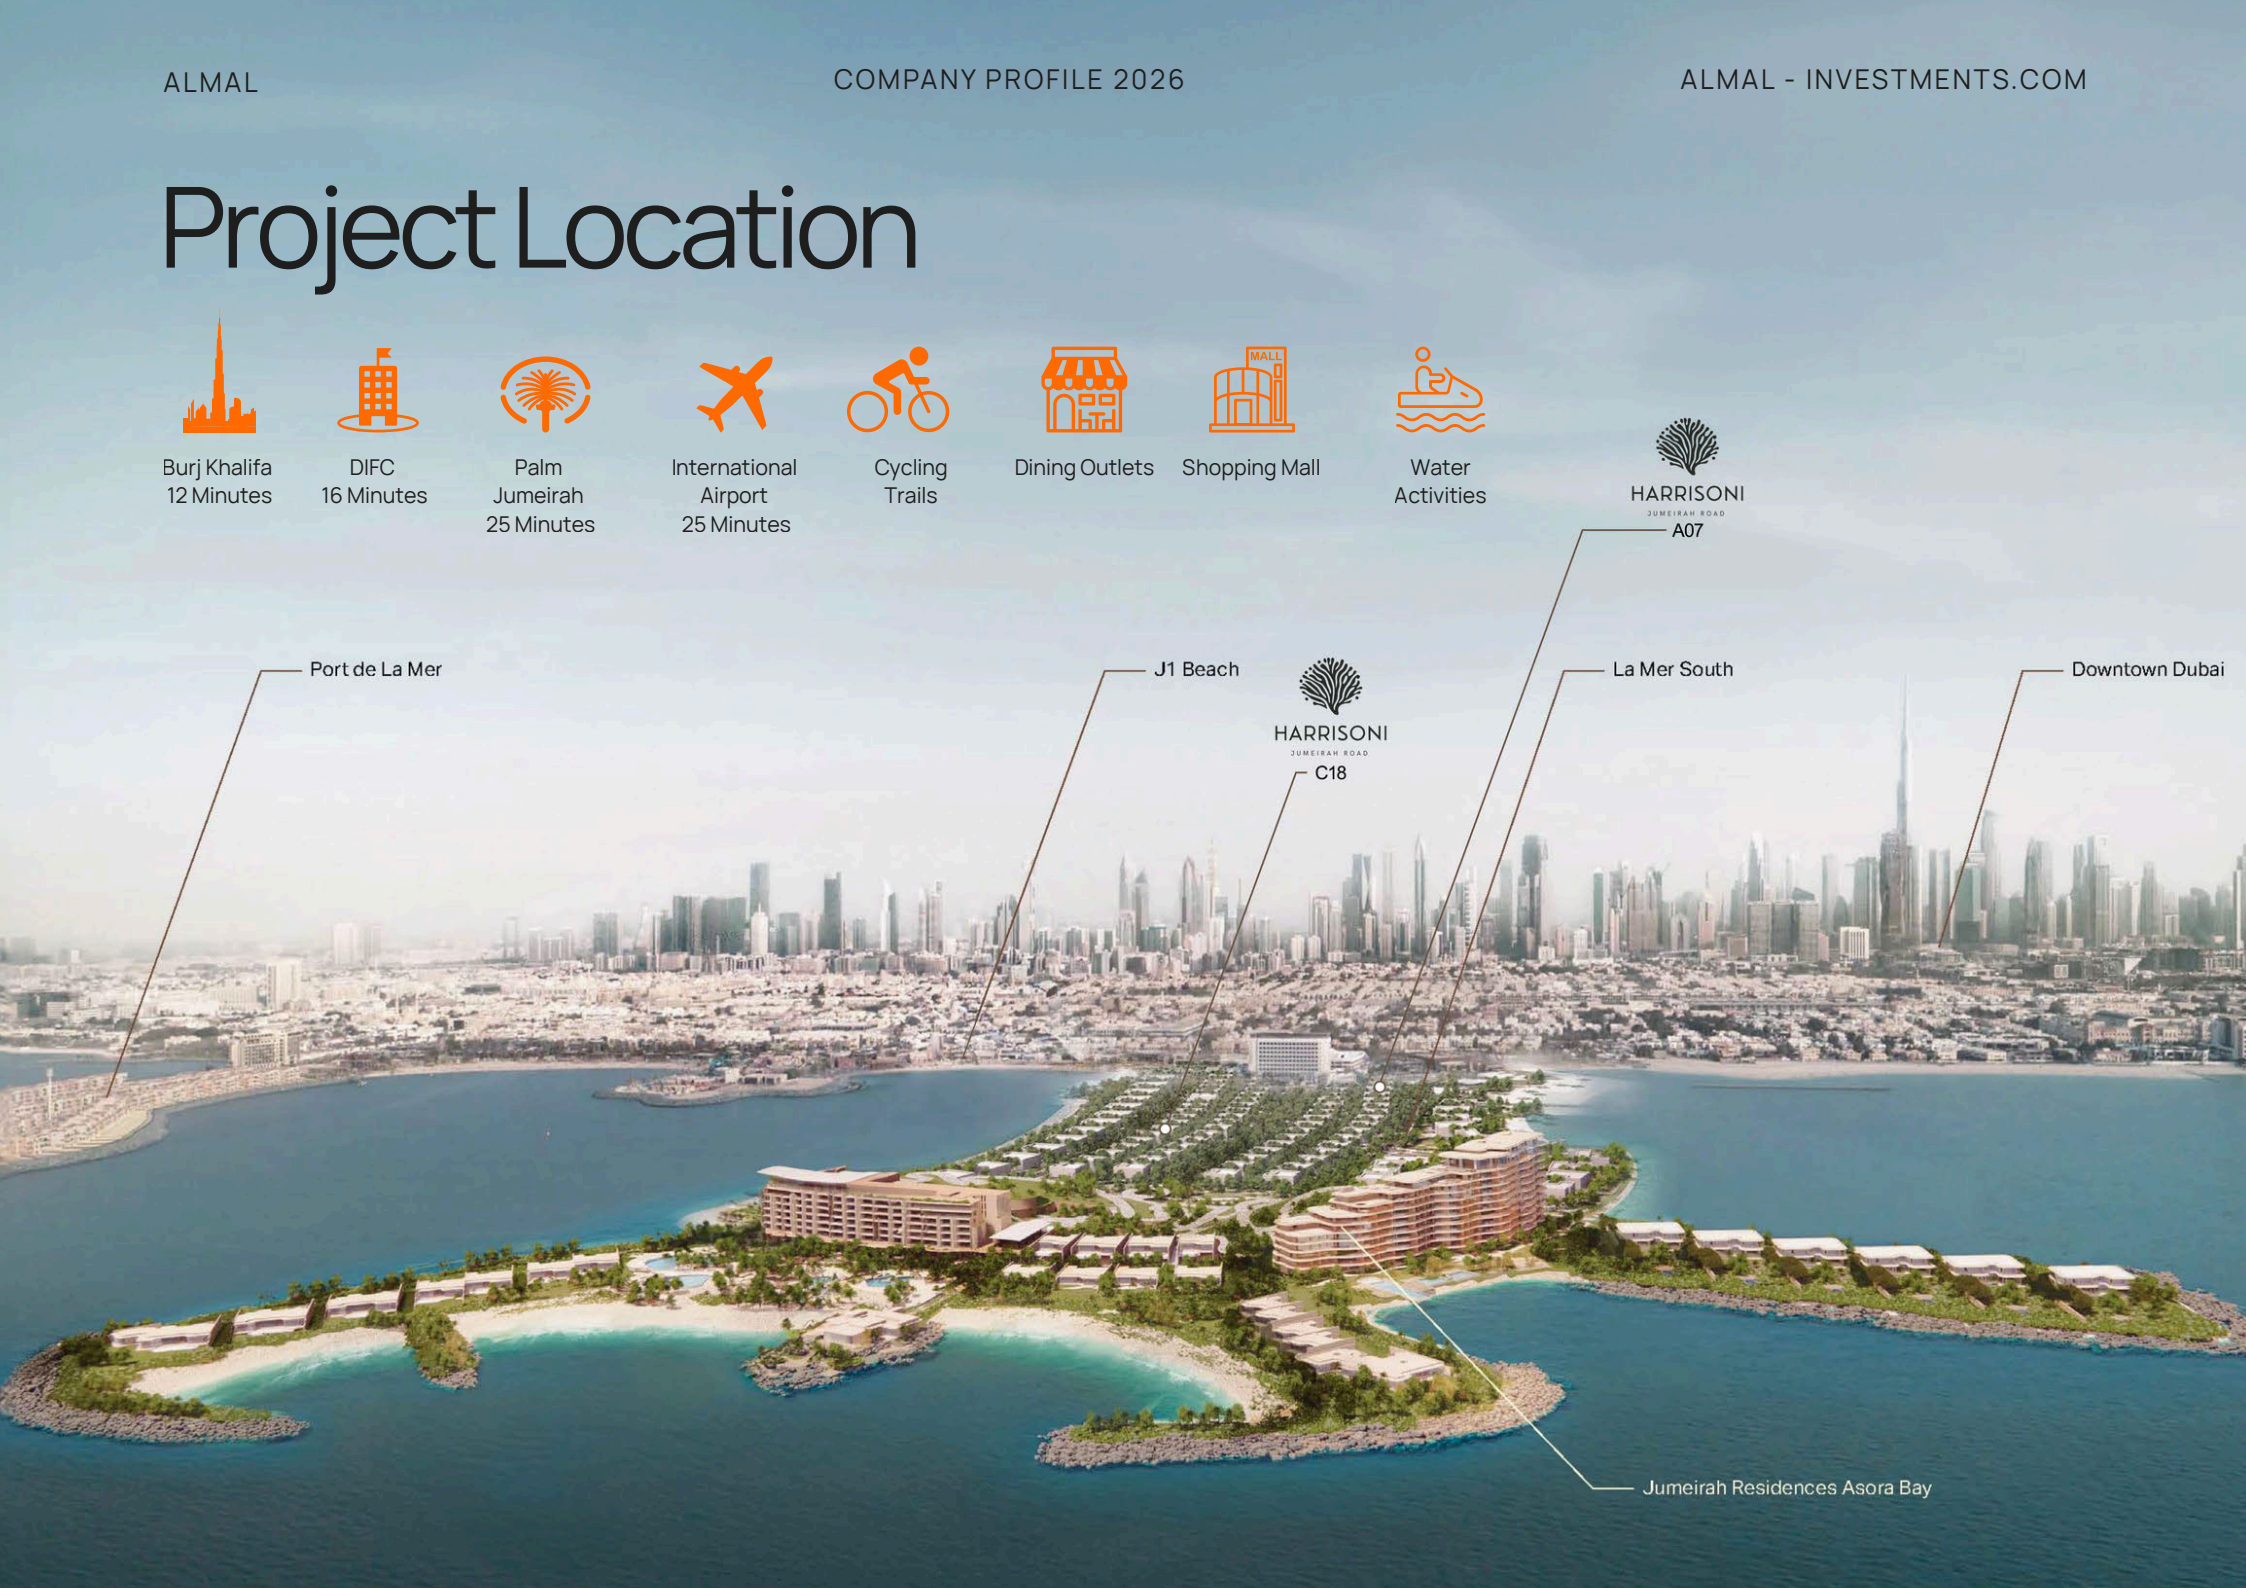 ALMAL
COMPANY PROFILE 2026
ALMAL - INVESTMENTS.COM
Project Location
Burj Khalifa
12 Minutes
DIFC
16 Minutes
Palm
Jumeirah
25 Minutes
International
Airport
25 Minutes
Cycling
Trails
Dining Outlets
MALL
Shopping Mall
Water
Activities
HARRISONI
JUMEIRAH ROAD
A07
Port de La Mer
J1 Beach
HARRISONI
JUMEIRAH ROAD
C18
La Mer South
Downtown Dubai
Jumeirah Residences Asora Bay